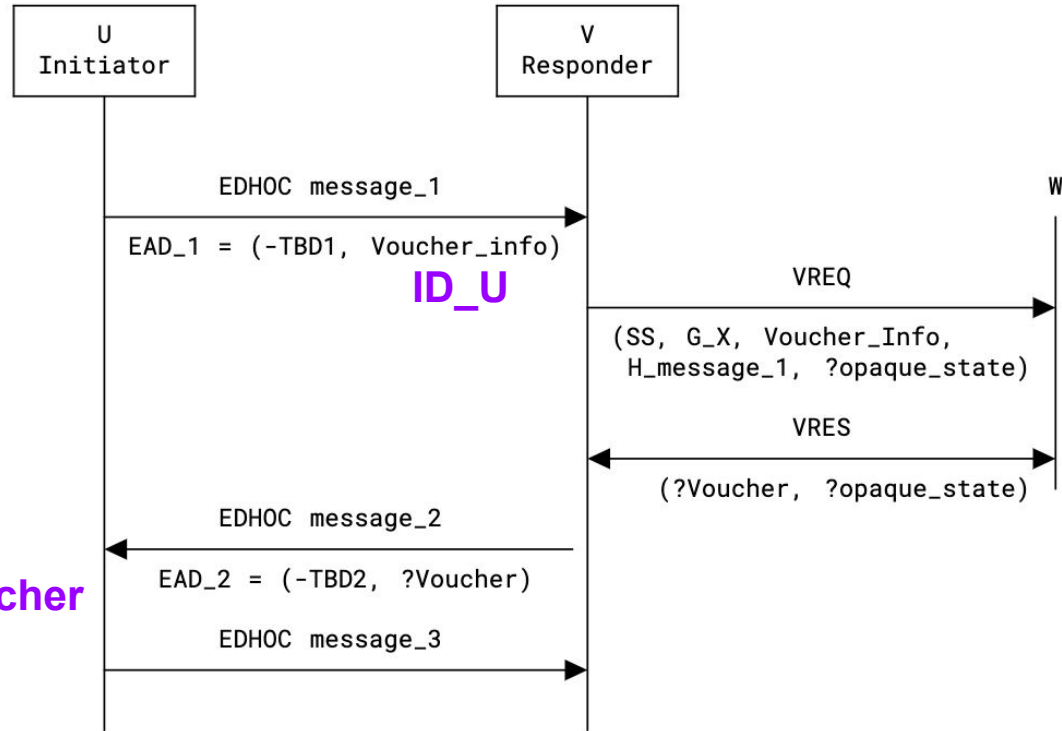 U
Initiator
V
Responder
EDHOC message_1
W
EAD_1 = (-TBD1, Voucher_info)
ID_U
VREQ
(SS, G_X, Voucher_Info,
H_message_1, ?opaque_state)
VRES
(?Voucher, ?opaque_state)
EDHOC message_2
EAD_2 = (-TBD2, ?Voucher)
cher
EDHOC message_3